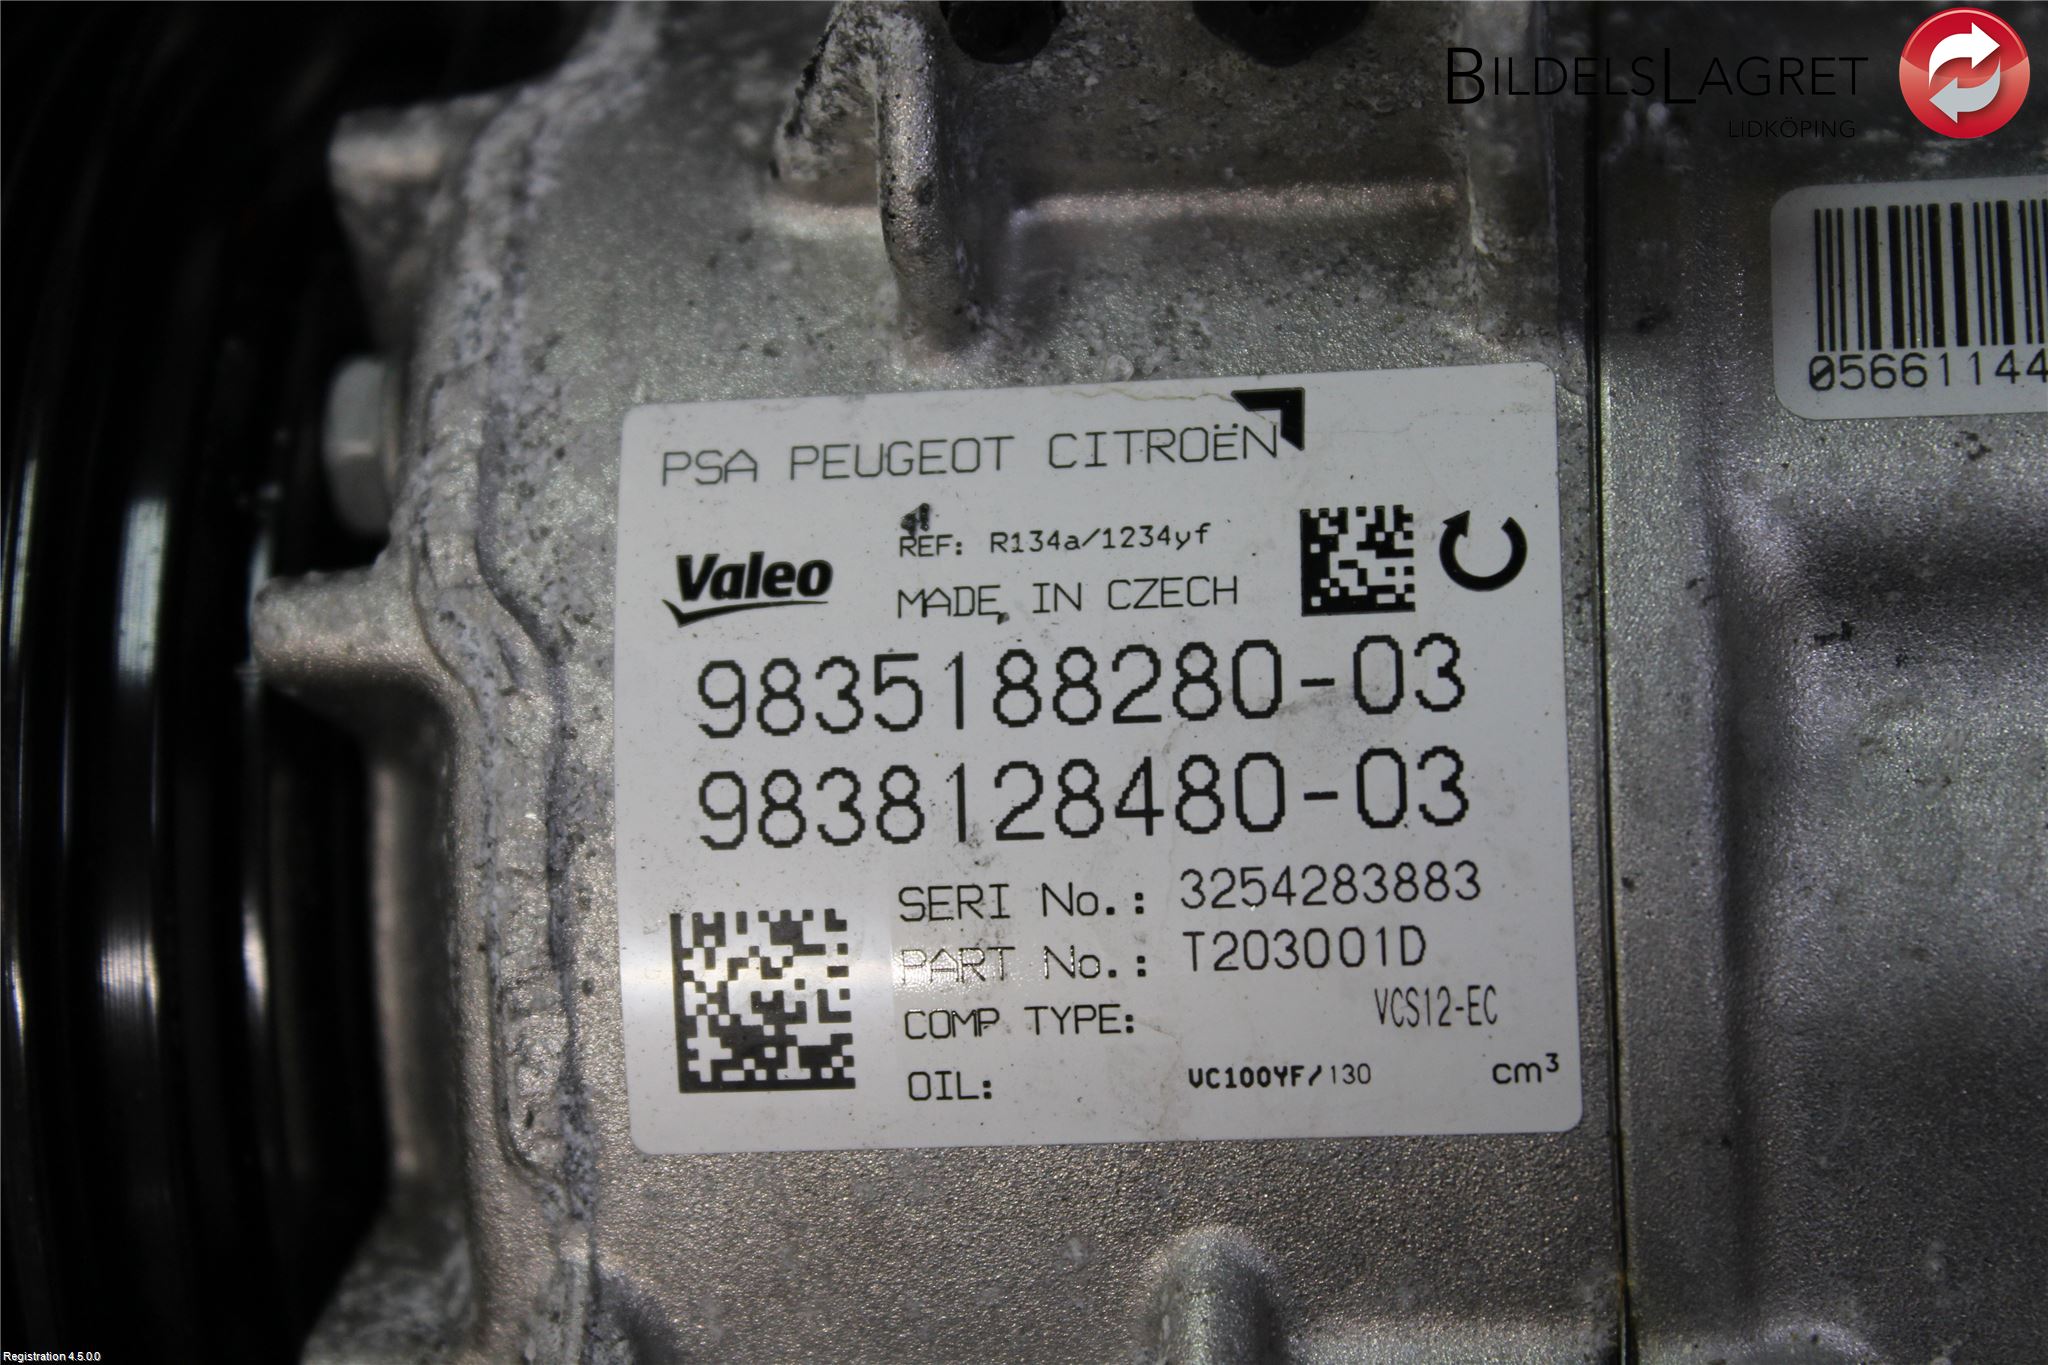 BILDELSLAGRET
LIDKÖPING
05661144
PSA PEUGEOT CITROËN
Valeo
REF: R134a/1234yf
MADE IN CZECH
9835188280-03
9838128480-03
SERI No.: 3254283883
PART No.: T203001D
COMP TYPE: VCS12-EC
OIL: VC100YF/130 cm³
Registration 4.5.0.0